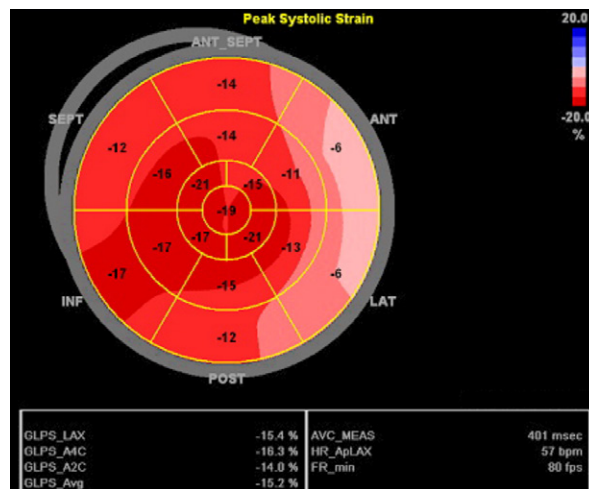 Peak Systolic Strain
20.0
ANT_SEPT
-14
SEPT
ANT
-20.0
%
-14
-12
-6
-16
-11
-21
-15
-19
-17
-21
-17
-13
-17
-6
-15
INF
LAT
-12
POST
GLPS_LAX -15.4 % AVC_MEAS 401 msec
GLPS_A4C -16.3 % HR_ApLAX 57 bpm
GLPS_A2C -14.0 % FR_min 80 fps
GLPS_Avg -15.2 %